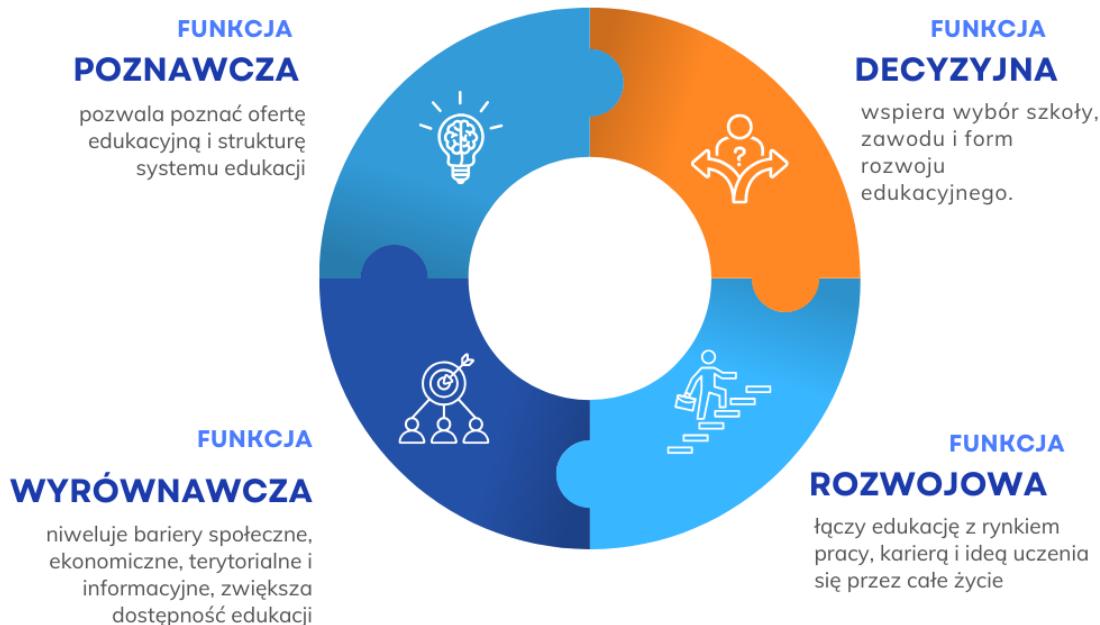 FUNKCJA
POZNAWCZA
pozwala poznać ofertę
edukacyjną i strukturę
systemu edukacji
FUNKCJA
DECYZYJNA
wspiera wybór szkoły,
zawodu i form
rozwoju
edukacyjnego.
?
FUNKCJA
WYRÓWNAWCZA
niweluje bariery społeczne,
ekonomiczne, terytorialne i
informacyjne, zwiększa
dostępność edukacji
FUNKCJA
ROZWOJOWA
łączy edukację z rynkiem
pracy, karierą i ideą uczenia
się przez całe życie